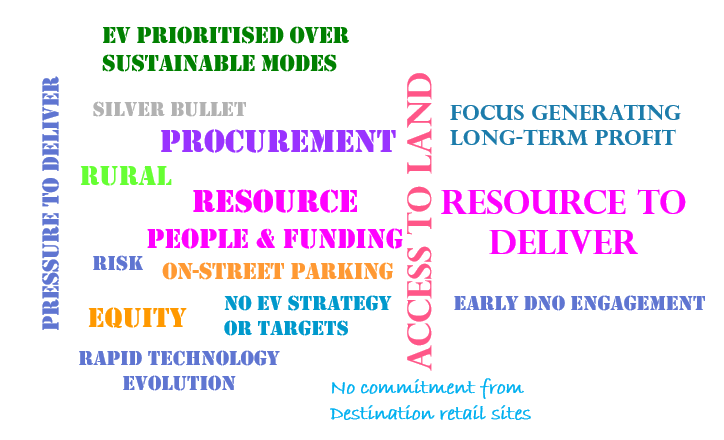 EV PRIORITISED OVER
SUSTAINABLE MODES
PRESSURE TO DELIVER
SILVER BULLET
PROCUREMENT
RURAL
RESOURCE
PEOPLE & FUNDING
RISK
ON-STREET PARKING
EQUITY
NO EV STRATEGY
OR TARGETS
RAPID TECHNOLOGY
EVOLUTION
ACCESS TO LAND
FOCUS GENERATING
LONG-TERM PROFIT
RESOURCE TO
DELIVER
EARLY DNO ENGAGEMENT
No commitment from
Destination retail sites